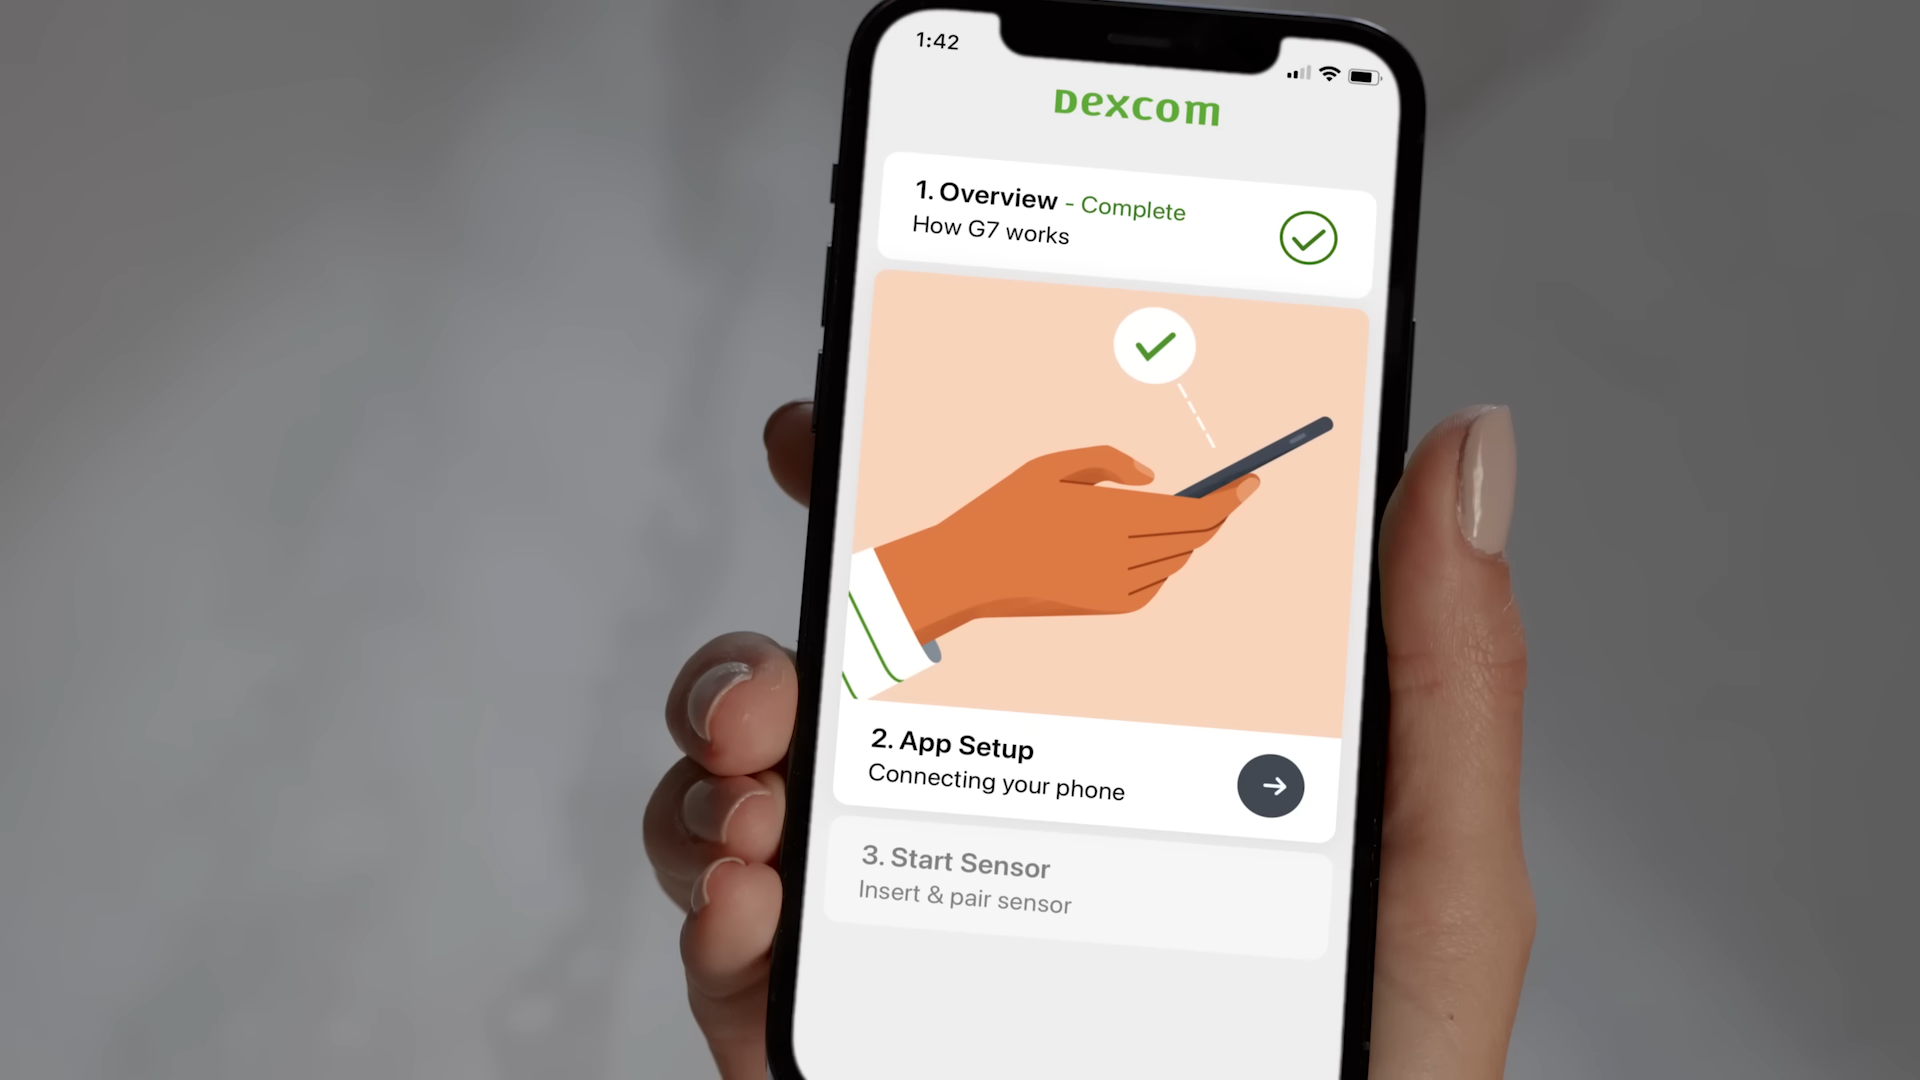 1:42
Dexcom
1. Overview - Complete
How G7 works
2. App Setup
Connecting your phone
3. Start Sensor
Insert & pair sensor